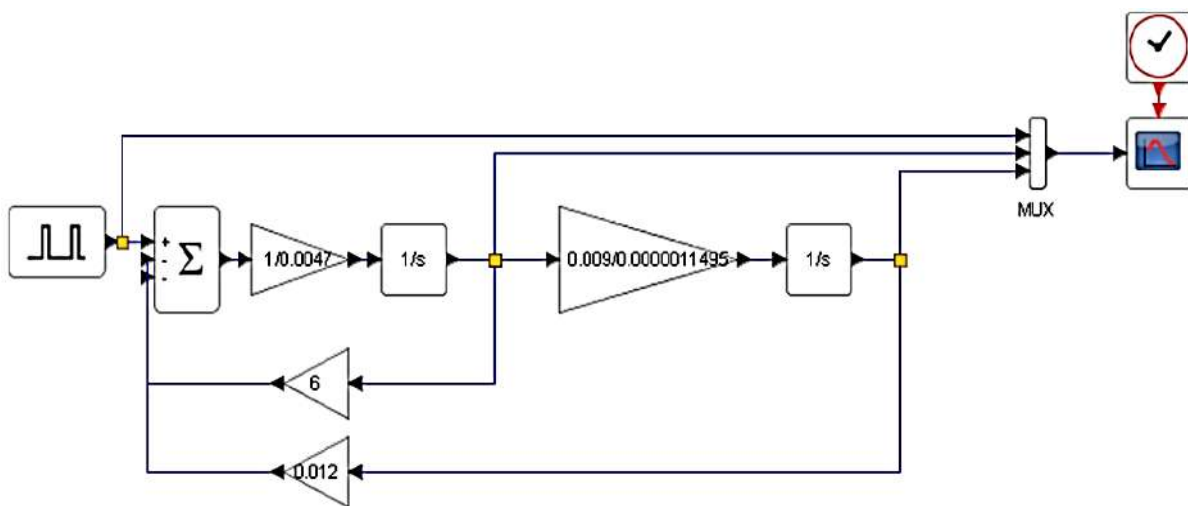 MUX
+
-
-
Σ
1/0.0047
1/s
0.009/0.0000011495
1/s
6
0.012